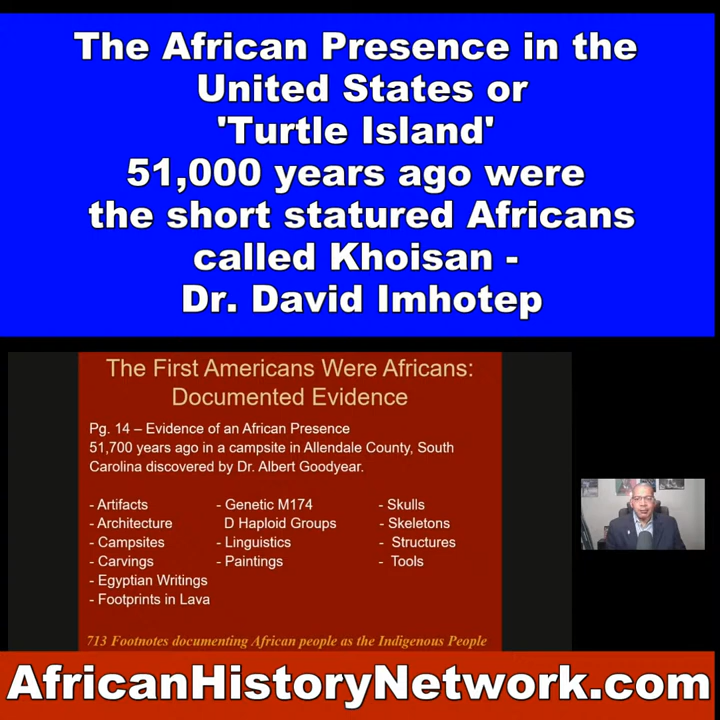 The African Presence in the
United States or
'Turtle Island'
51,000 years ago were
the short statured Africans
called Khoisan -
Dr. David Imhotep
The First Americans Were Africans:
Documented Evidence
Pg. 14 – Evidence of an African Presence
51,700 years ago in a campsite in Allendale County, South
Carolina discovered by Dr. Albert Goodyear.
- Artifacts - Genetic M174 - Skulls
- Architecture D Haploid Groups - Skeletons
- Campsites - Linguistics - Structures
- Carvings - Paintings - Tools
- Egyptian Writings
- Footprints in Lava
713 Footnotes documenting African people as the Indigenous People
AfricanHistoryNetwork.com